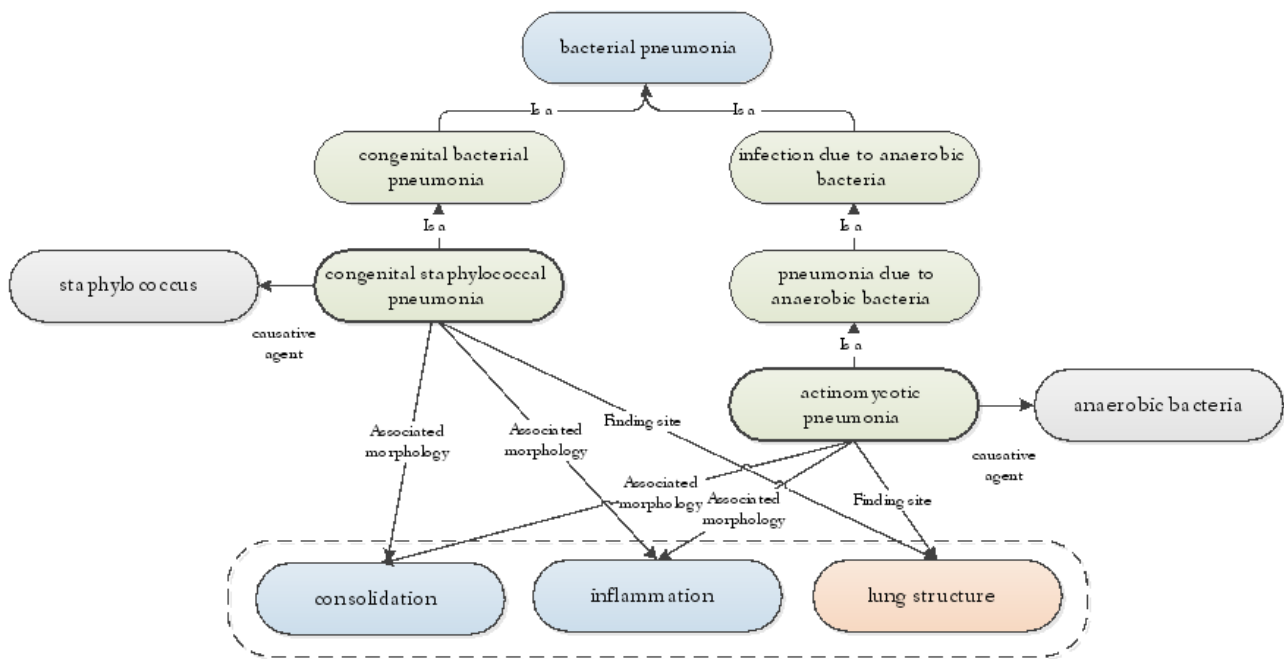 bacterial pneumonia
Is a
Is a
congenital bacterial
pneumonia
infection due to anaerobic
bacteria
Is a
Is a
staphylococcus
congenital staphylococcal
pneumonia
pneumonia due to
anaerobic bacteria
causative
agent
Is a
actinomycotic
pneumonia
anaerobic bacteria
Associated
morphology
Associated
morphology
Finding site
causative
agent
Associated
morphology
Associated
morphology
Finding site
consolidation
inflammation
lung structure